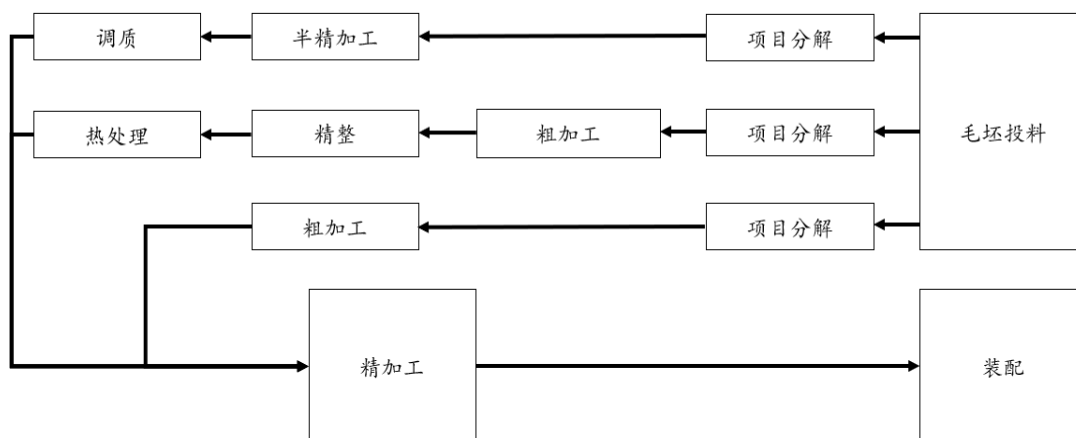 调质
半精加工
项目分解
毛坯投料
热处理
精整
粗加工
项目分解
粗加工
项目分解
精加工
装配